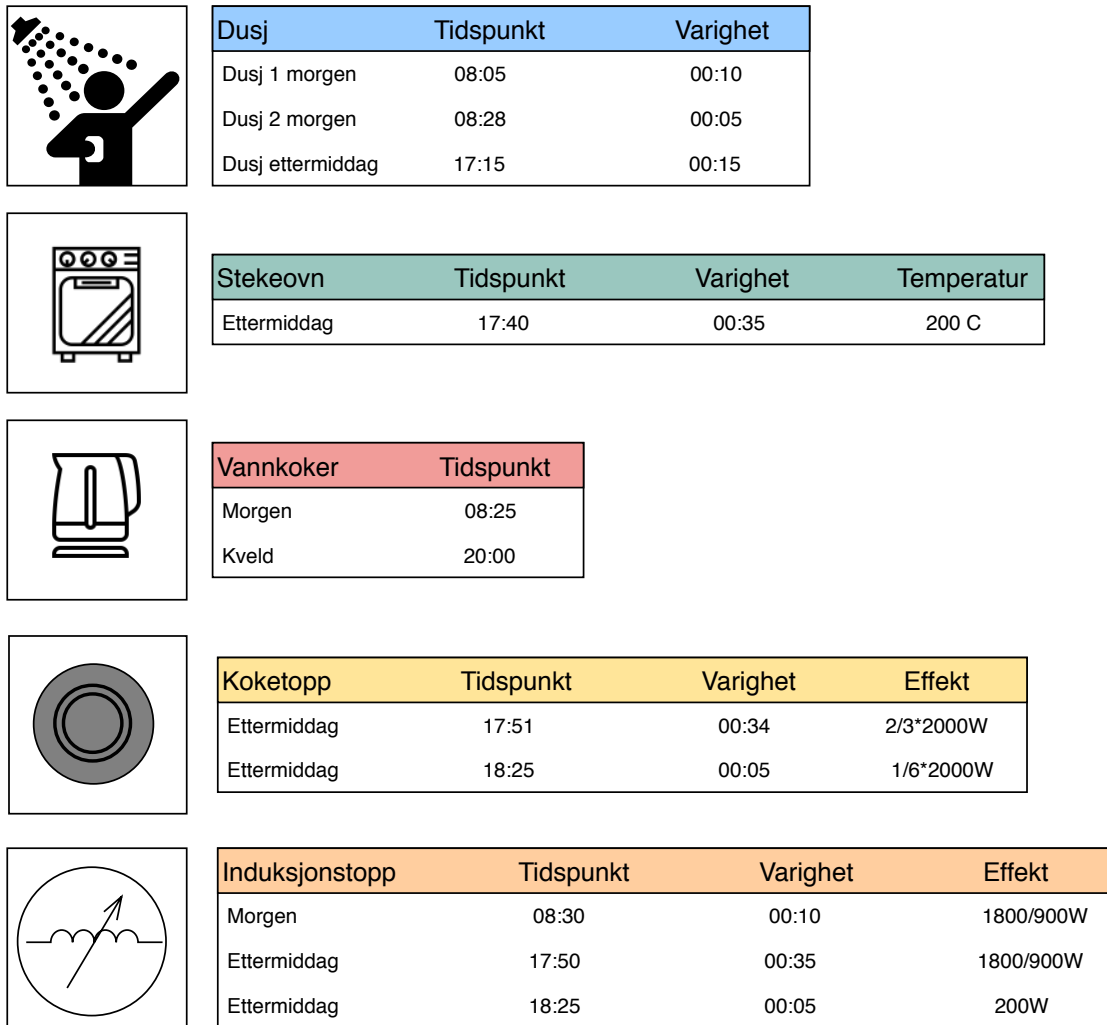 Dusj Tidspunkt Varighet
Dusj 1 morgen 08:05 00:10
Dusj 2 morgen 08:28 00:05
Dusj ettermiddag 17:15 00:15
Stekeovn Tidspunkt Varighet Temperatur
Ettermiddag 17:40 00:35 200 C
Vannkoker Tidspunkt
Morgen 08:25
Kveld 20:00
Koketopp Tidspunkt Varighet Effekt
Ettermiddag 17:51 00:34 2/3*2000W
Ettermiddag 18:25 00:05 1/6*2000W
Induksjonstopp Tidspunkt Varighet Effekt
Morgen 08:30 00:10 1800/900W
Ettermiddag 17:50 00:35 1800/900W
Ettermiddag 18:25 00:05 200W